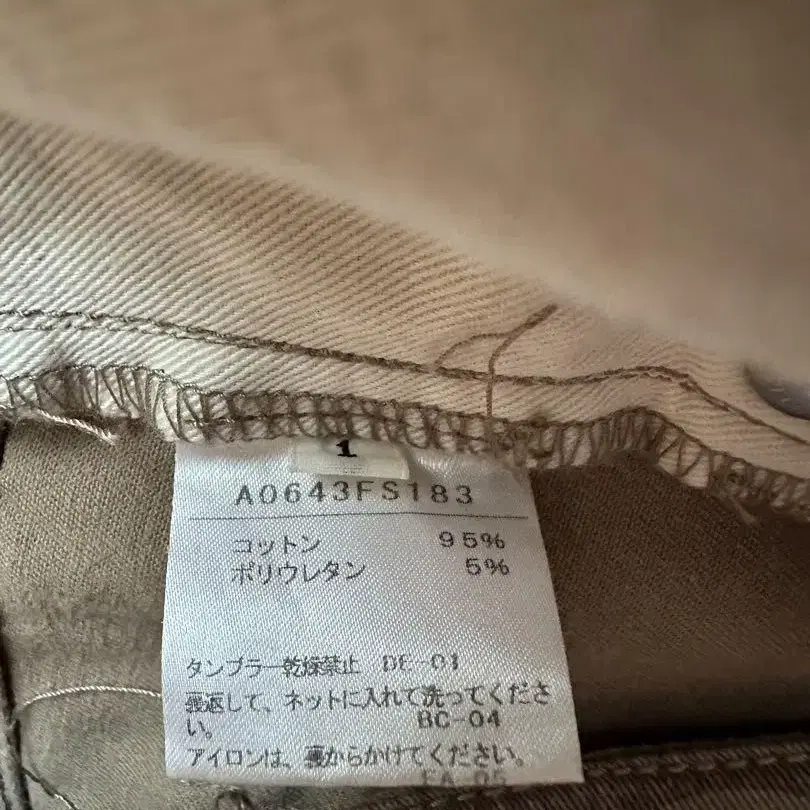 1
A0643FS183
コットン 95%
ポリウレタン 5%
タンブラー乾燥禁止 DE-01
裏返して、ネットに入れて洗ってくださ
い。 BC-04
アイロンは、裏からかけてください。
EA-05